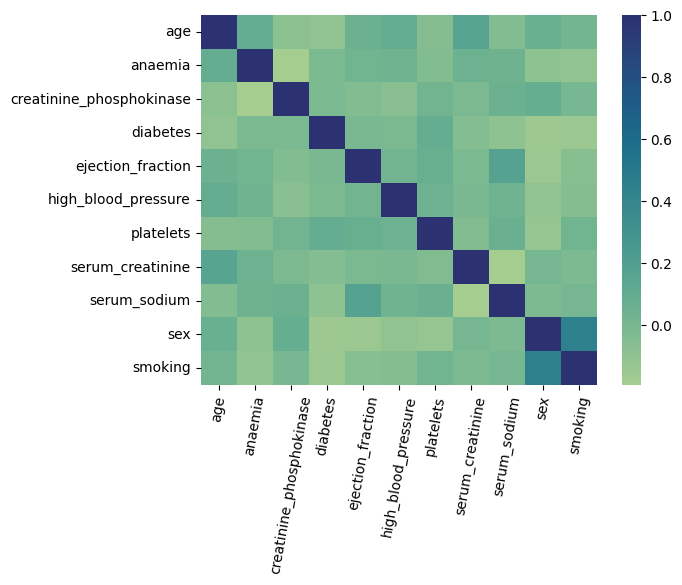 age
anaemia
creatinine_phosphokinase
diabetes
ejection_fraction
high_blood_pressure
platelets
serum_creatinine
serum_sodium
sex
smoking
age
anaemia
creatinine_phosphokinase
diabetes
ejection_fraction
high_blood_pressure
platelets
serum_creatinine
serum_sodium
sex
smoking
1.0
0.8
0.6
0.4
0.2
0.0